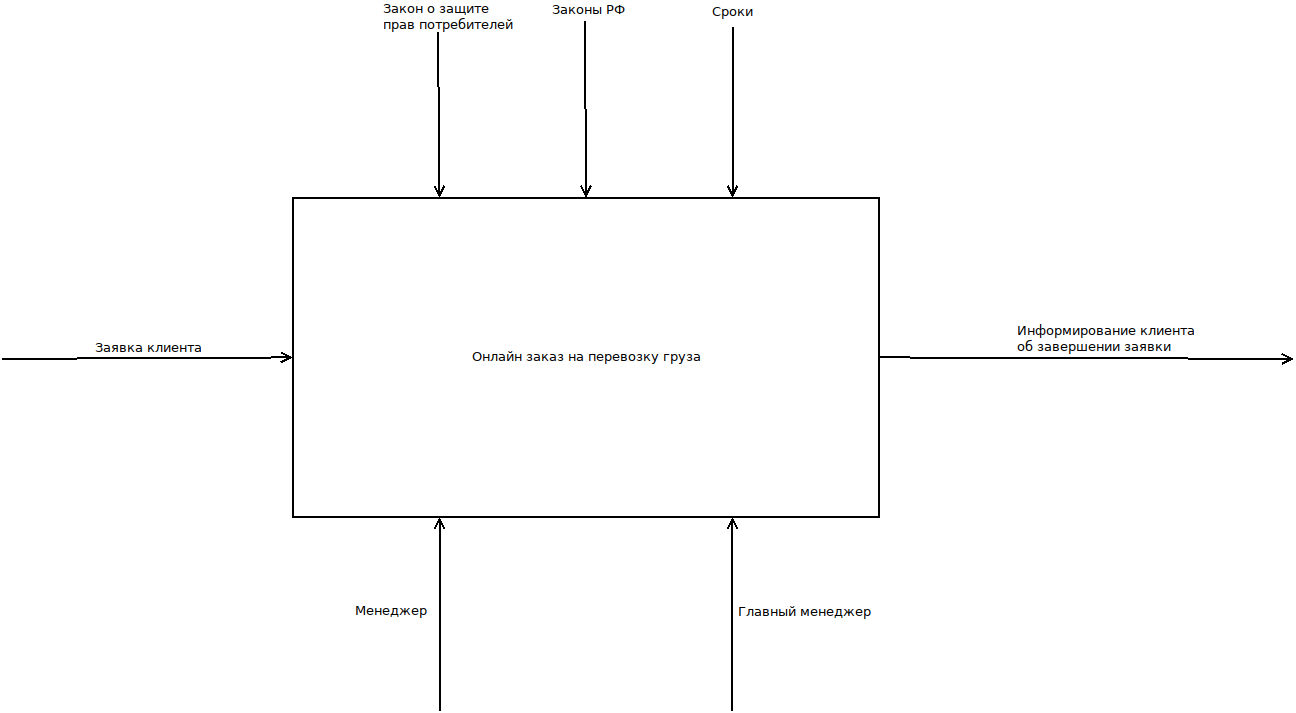 Закон о защите
прав потребителей
Законы РФ
Сроки
Заявка клиента
Онлайн заказ на перевозку груза
Информирование клиента
об завершении заявки
Менеджер
Главный менеджер